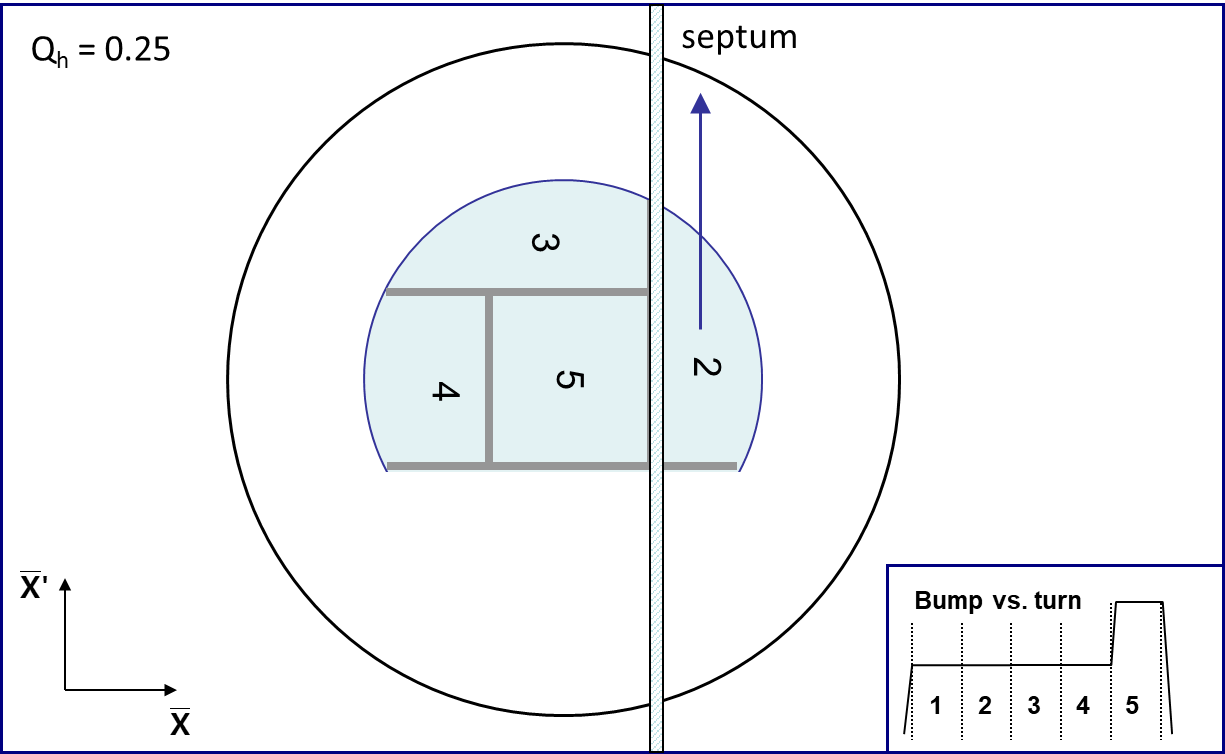 Qh = 0.25
septum
3
2
4
5
X'
X
Bump vs. turn
1 2 3 4 5